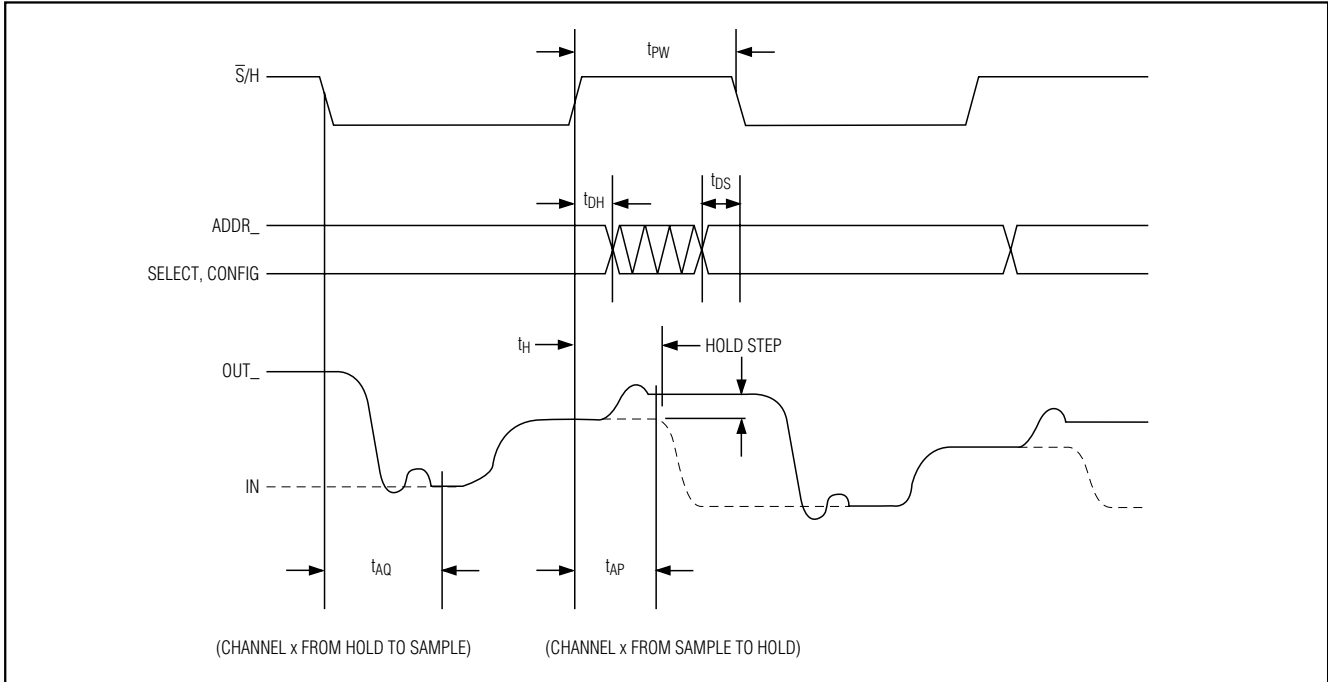 tPW
S̅/H
tDS
tDH
ADDR_
SELECT, CONFIG
tH
HOLD STEP
OUT_
IN
tAQ
tAP
(CHANNEL x FROM HOLD TO SAMPLE)
(CHANNEL x FROM SAMPLE TO HOLD)